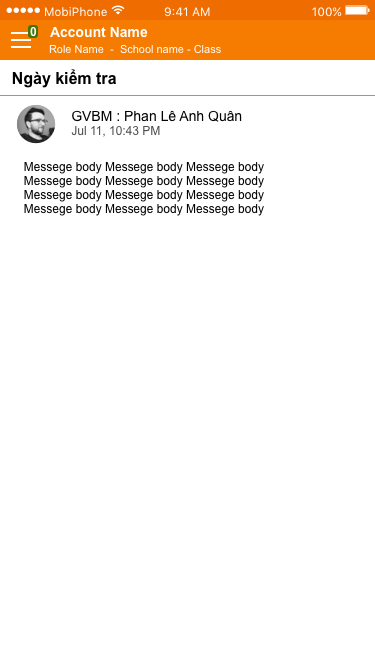 MobiPhone 9:41 AM 100%
0 Account Name
Role Name - School name - Class
Ngày kiểm tra
GVBM : Phan Lê Anh Quân
Jul 11, 10:43 PM
Messege body Messege body Messege body
Messege body Messege body Messege body
Messege body Messege body Messege body
Messege body Messege body Messege body